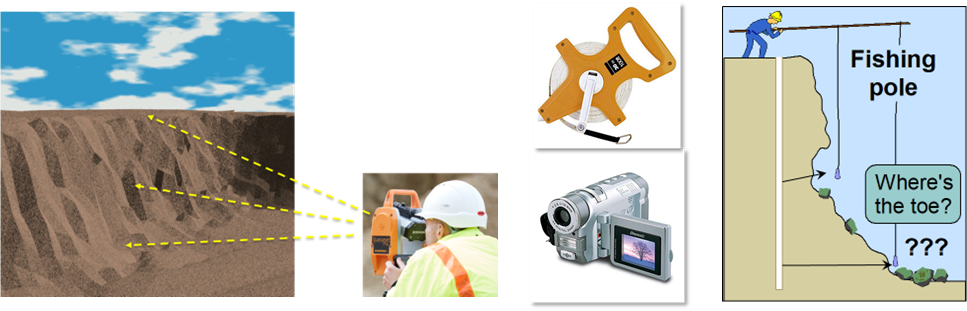 Fishing
pole
Where's
the toe?
???